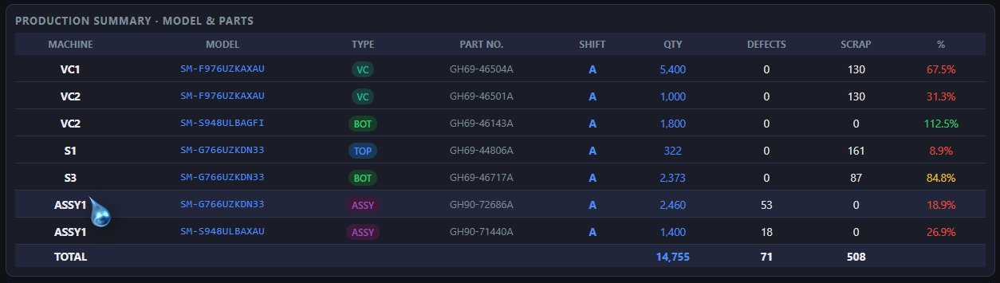 PRODUCTION SUMMARY · MODEL & PARTS
MACHINE MODEL TYPE PART NO. SHIFT QTY DEFECTS SCRAP %
VC1 SM-F976UZKAXAU VC GH69-46504A A 5,400 0 130 67.5%
VC2 SM-F976UZKAXAU VC GH69-46501A A 1,000 0 130 31.3%
VC2 SM-S948ULBAGFI BOT GH69-46143A A 1,800 0 0 112.5%
S1 SM-G766UZKDN33 TOP GH69-44806A A 322 0 161 8.9%
S3 SM-G766UZKDN33 BOT GH69-46717A A 2,373 0 87 84.8%
ASSY1 SM-G766UZKDN33 ASSY GH90-72686A A 2,460 53 0 18.9%
ASSY1 SM-S948ULBAXAU ASSY GH90-71440A A 1,400 18 0 26.9%
TOTAL 14,755 71 508